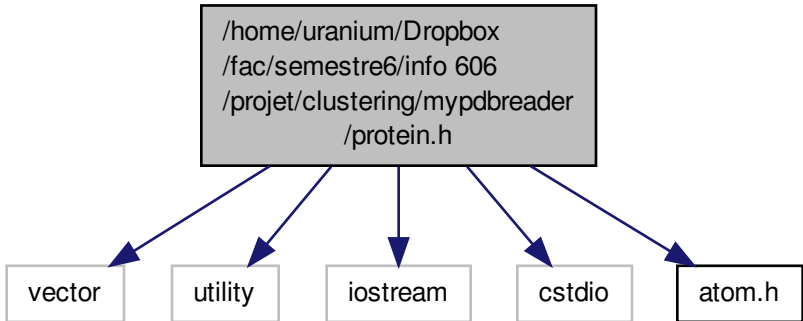 /home/uranium/Dropbox
/fac/semestre6/info 606
/projet/clustering/mypdbreader
/protein.h
vector utility iostream cstdio atom.h